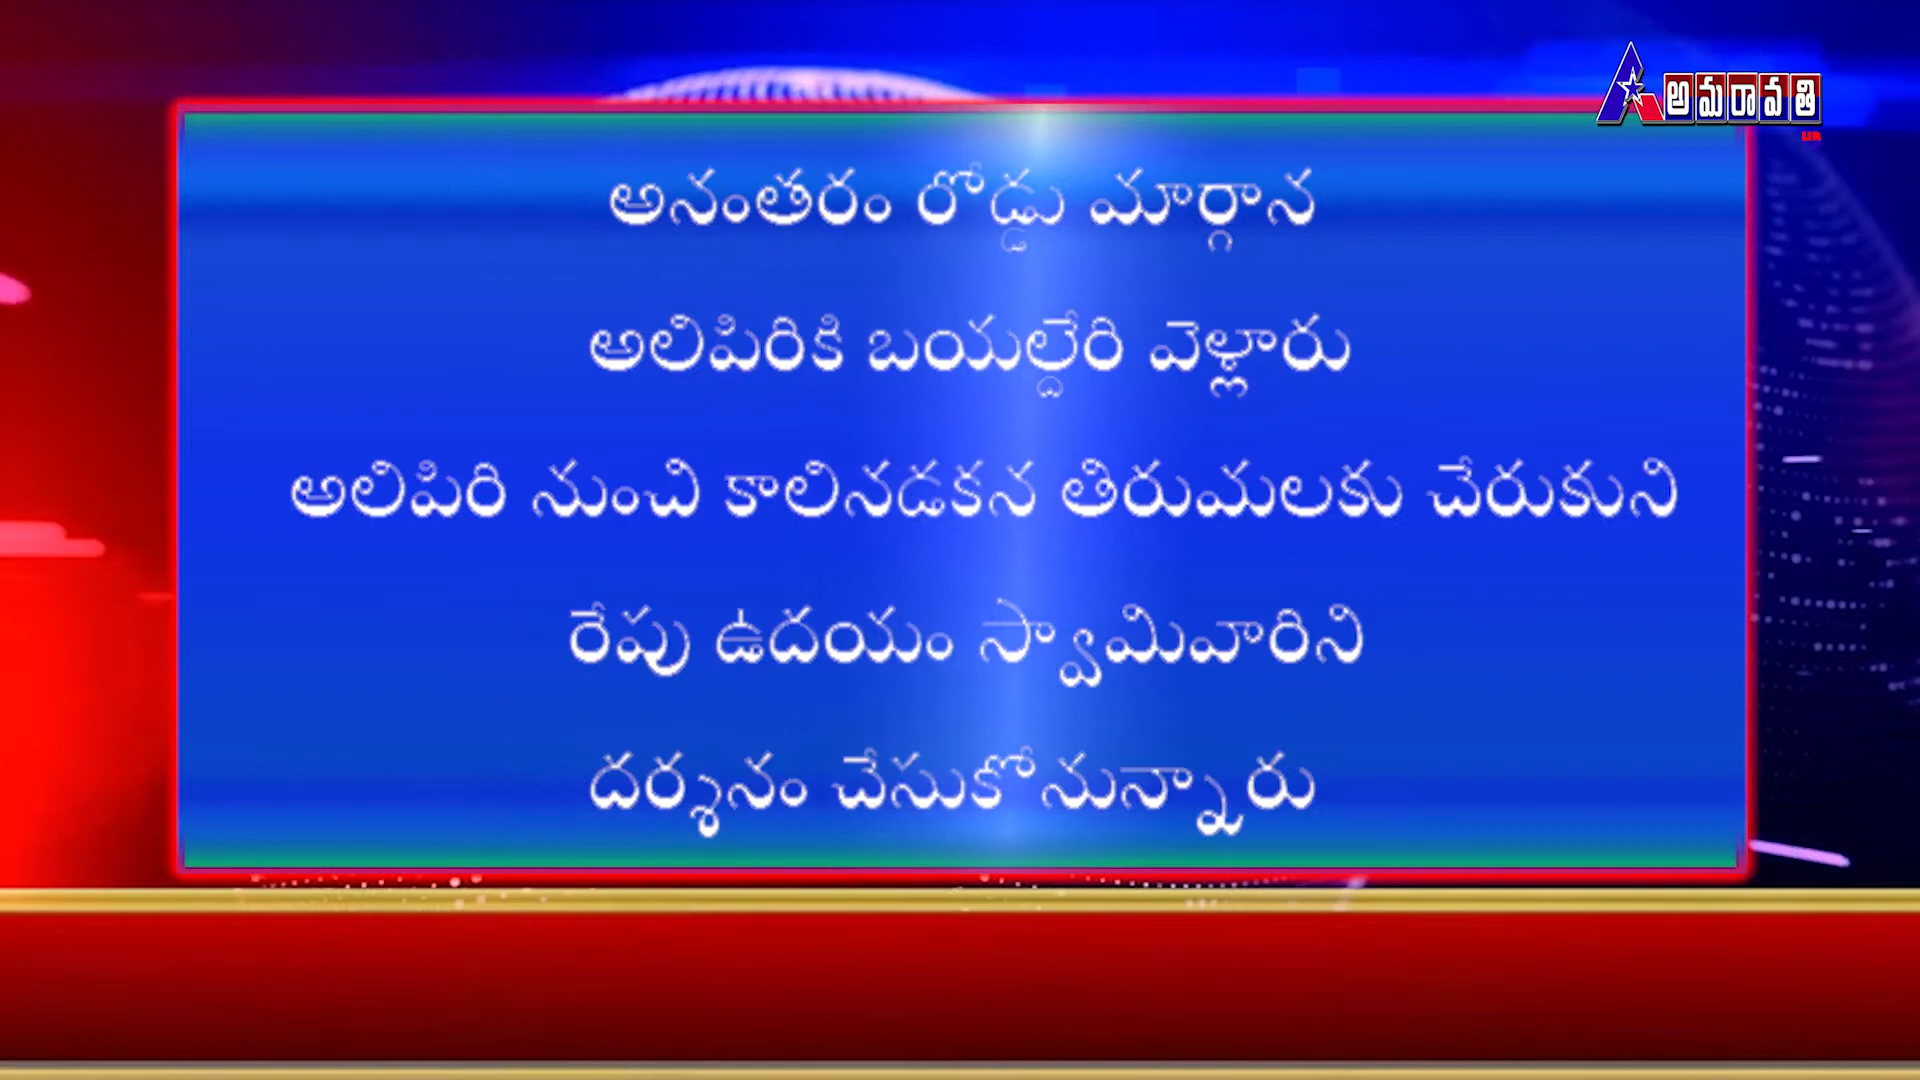 అమరావతి
అనంతరం రోడ్డు మార్గాన
అలిపిరికి బయల్దేరి వెళ్లారు
అలిపిరి నుంచి కాలినడకన తిరుమలకు చేరుకుని
రేపు ఉదయం స్వామివారిని
దర్శనం చేసుకోనున్నారు